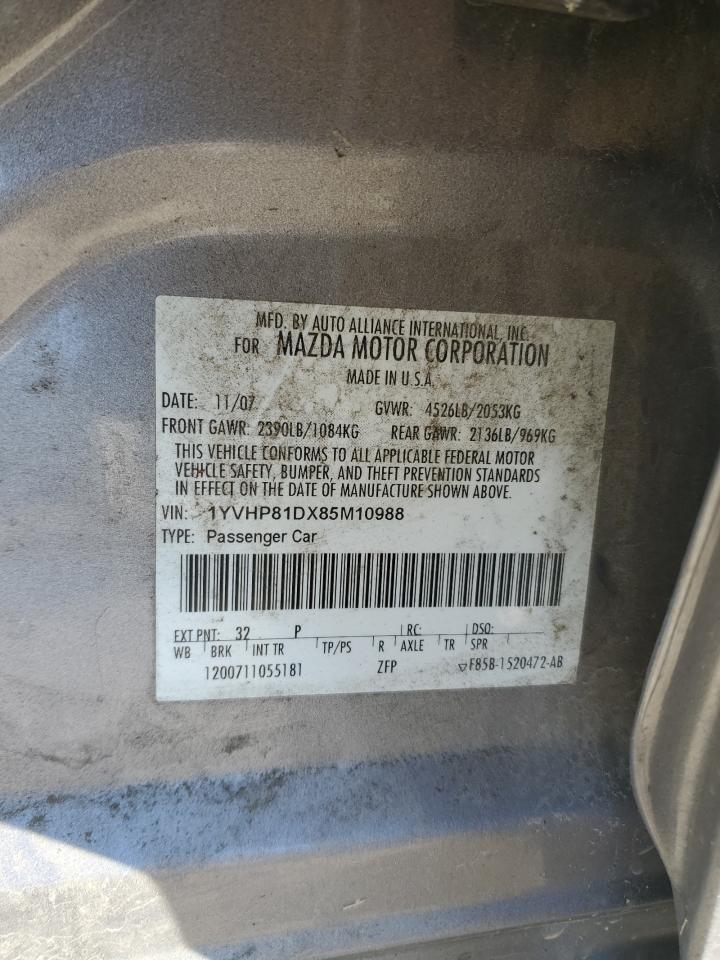 MFD. BY AUTO ALLIANCE INTERNATIONAL, INC.
FOR MAZDA MOTOR CORPORATION
MADE IN U.S.A.
DATE: 11/07 GVWR: 4526LB/2053KG
FRONT GAWR: 2390LB/1084KG REAR GAWR: 2136LB/969KG
THIS VEHICLE CONFORMS TO ALL APPLICABLE FEDERAL MOTOR
VEHICLE SAFETY, BUMPER, AND THEFT PREVENTION STANDARDS
IN EFFECT ON THE DATE OF MANUFACTURE SHOWN ABOVE.
VIN: 1YVHP81DX85M10988
TYPE: Passenger Car
EXT PNT: 32 P RC: DSO:
WB BRK INT TR TP/PS R AXLE TR SPR
1200711055181 ZFP ▽F85B-1520472-AB